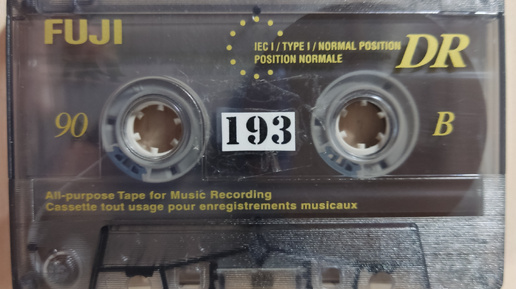 FUJI
IEC I / TYPE I / NORMAL POSITION
POSITION NORMALE
DR
90
193
B
All-purpose Tape for Music Recording
Cassette tout usage pour enregistrements musicaux